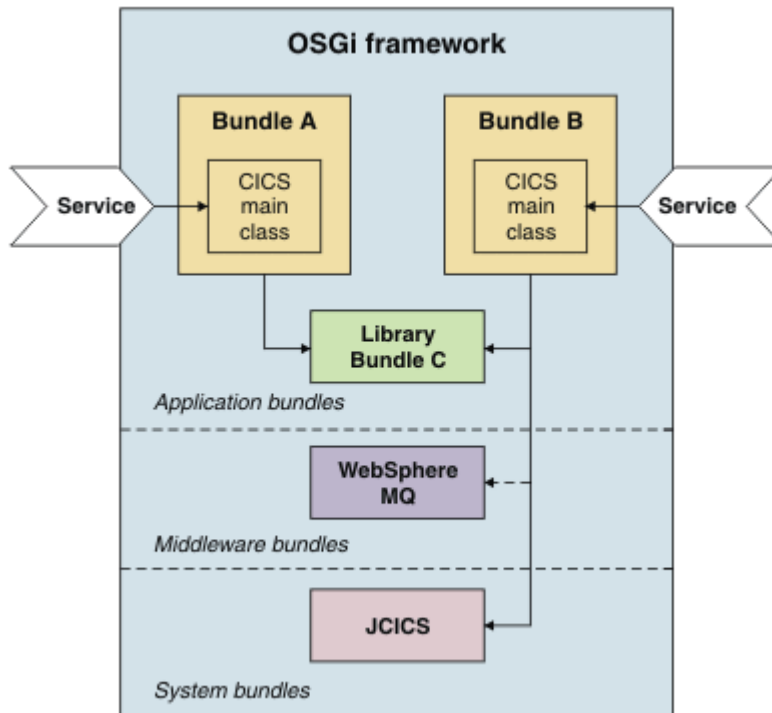 OSGi framework
Bundle A
Bundle B
CICS
main
class
CICS
main
class
Service
Service
Library
Bundle C
Application bundles
WebSphere
MQ
Middleware bundles
JCICS
System bundles